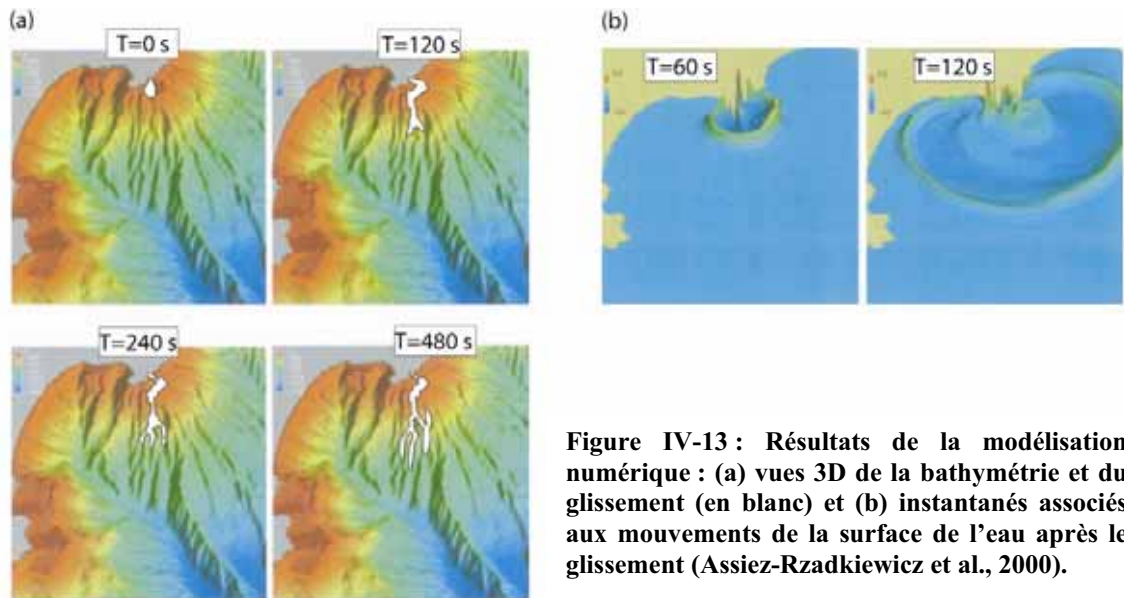 (a)
T=0 s
T=120 s
(b)
T=60 s
T=120 s
T=240 s
T=480 s
Figure IV-13 : Résultats de la modélisation
numérique : (a) vues 3D de la bathymétrie et du
glissement (en blanc) et (b) instantanés associés
aux mouvements de la surface de l'eau après le
glissement (Assiez-Rzadkiewicz et al., 2000).